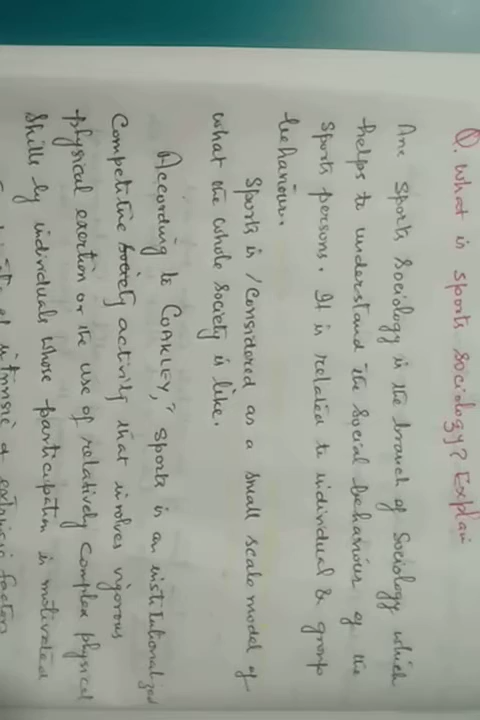 Q. What is sports sociology? Explain
Ans Sports Sociology is the branch of Sociology which
helps to understand the social behaviour of the
sports persons. It is related to individual & group
behaviour.
Sports is / considered as a small scale model of
what the whole society is like.
According to COAKLEY, " Sports is an institutionalized
Competitive society activity that involves vigorous
physical exertion or the use of relatively complex physical
skills by individuals whose participation is motivated
of intrinsic & extrinsic factors